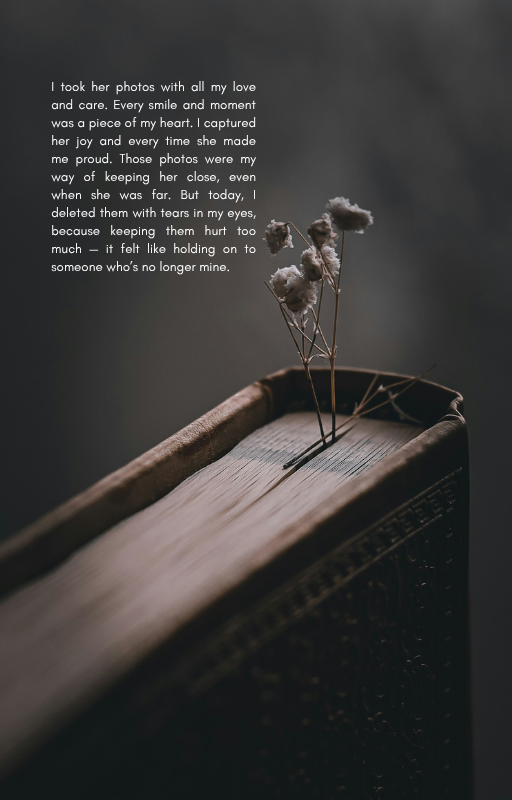 I took her photos with all my love
and care. Every smile and moment
was a piece of my heart. I captured
her joy and every time she made
me proud. Those photos were my
way of keeping her close, even
when she was far. But today, I
deleted them with tears in my eyes,
because keeping them hurt too
much – it felt like holding on to
someone who's no longer mine.